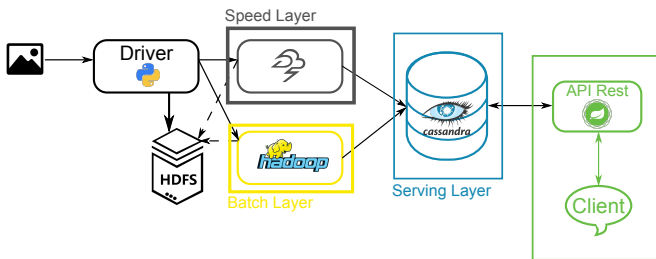 Speed Layer
Driver
API Rest
cassandra
hadoop
HDFS
Client
Serving Layer
Batch Layer